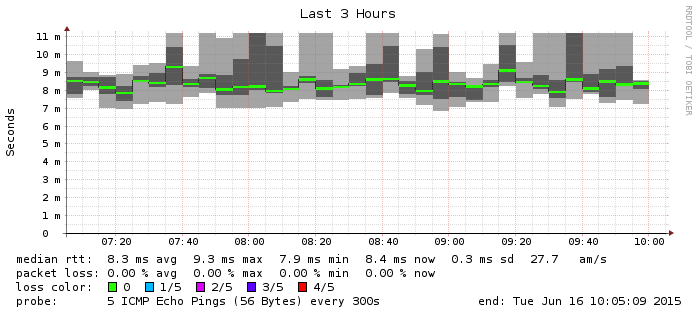 Last 3 Hours
RRDTOOL / TOBI OETIKER
Seconds
11 m
10 m
9 m
8 m
7 m
6 m
5 m
4 m
3 m
2 m
1 m
0
07:20 07:40 08:00 08:20 08:40 09:00 09:20 09:40 10:00
median rtt: 8.3 ms avg 9.3 ms max 7.9 ms min 8.4 ms now 0.3 ms sd 27.7 am/s
packet loss: 0.00 % avg 0.00 % max 0.00 % min 0.00 % now
loss color: 0 1/5 2/5 3/5 4/5
probe: 5 ICMP Echo Pings (56 Bytes) every 300s end: Tue Jun 16 10:05:09 2015